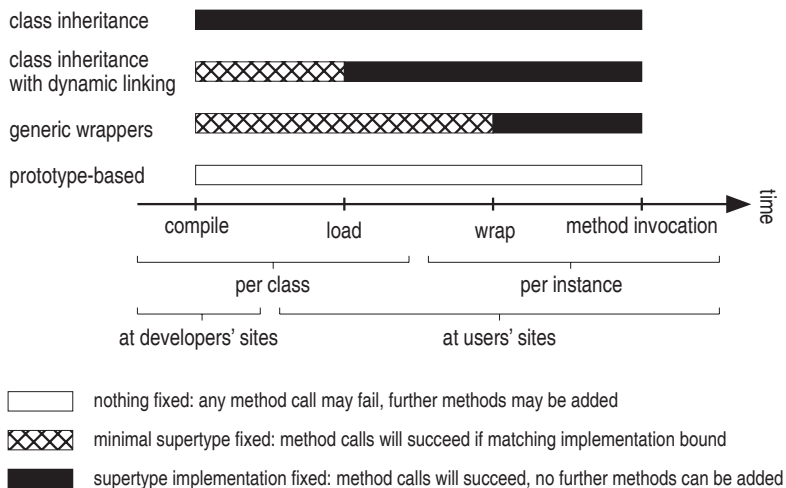 class inheritance
class inheritance
with dynamic linking
generic wrappers
prototype-based
time
compile
load
wrap
method invocation
per class
per instance
at developers' sites
at users' sites
nothing fixed: any method call may fail, further methods may be added
minimal supertype fixed: method calls will succeed if matching implementation bound
supertype implementation fixed: method calls will succeed, no further methods can be added